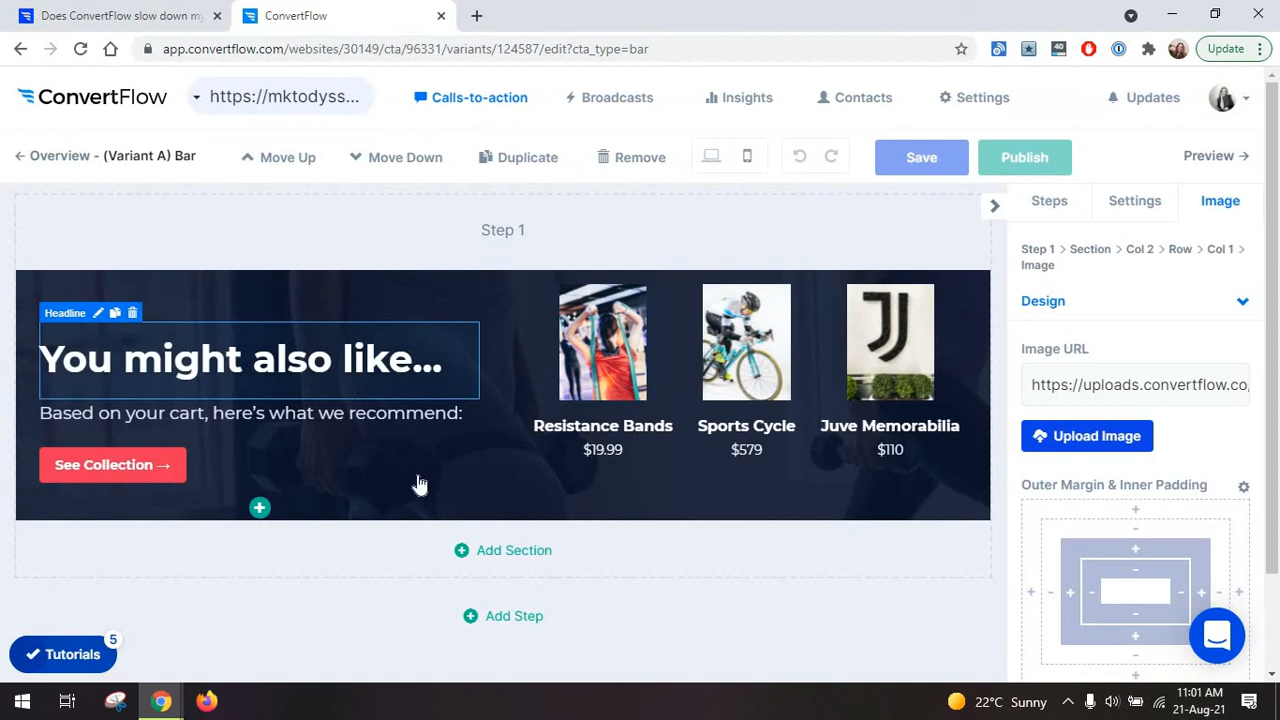 Does ConvertFlow slow down my
ConvertFlow
app.convertflow.com/websites/30149/cta/96331/variants/124587/edit?cta_type=bar
40
Update
ConvertFlow
https://mktodyss...
Calls-to-action
Broadcasts
Insights
Contacts
Settings
Updates
← Overview - (Variant A) Bar
Move Up
Move Down
Duplicate
Remove
Save
Publish
Preview →
Steps
Settings
Image
Step 1
Step 1 > Section > Col 2 > Row > Col 1 >
Image
Design
Headline
You might also like...
Based on your cart, here's what we recommend:
See Collection →
Resistance Bands
$19.99
Sports Cycle
$579
Juve Memorabilia
$110
Image URL
https://uploads.convertflow.co,
Upload Image
Outer Margin & Inner Padding
Add Section
Add Step
Tutorials
5
22°C Sunny
11:01 AM
21-Aug-21